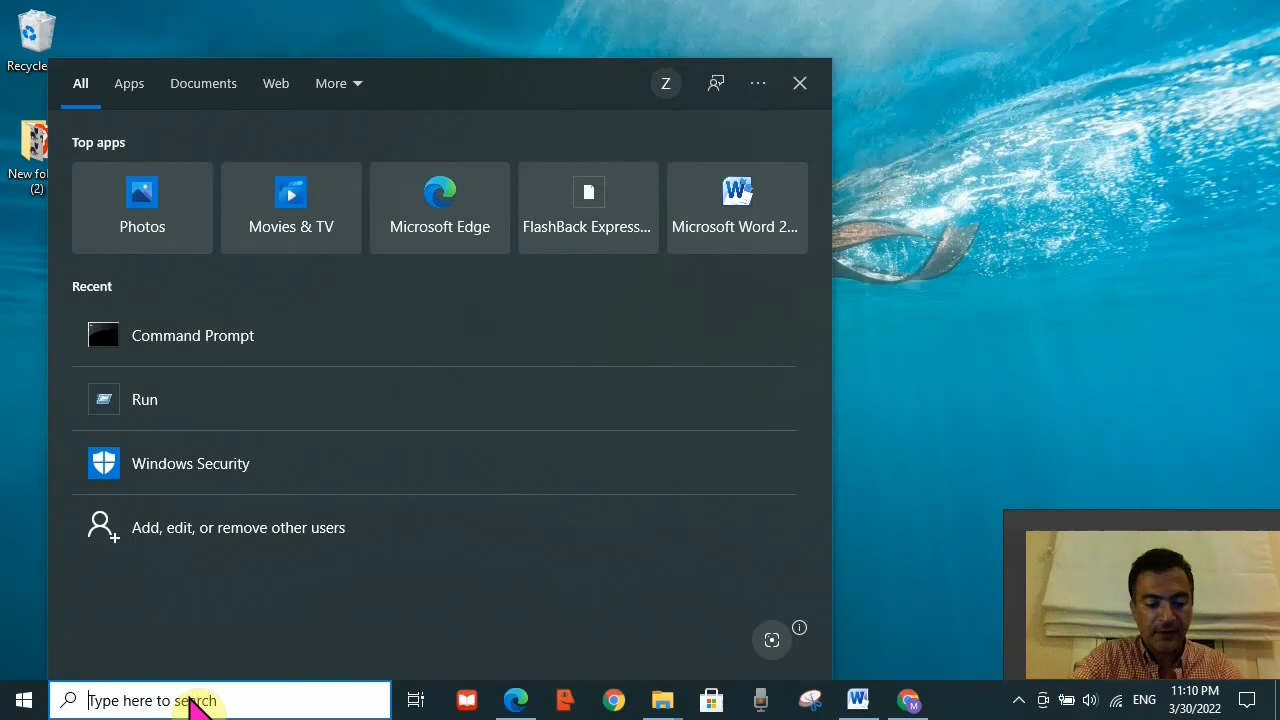 Recycle
New fol
(2)
All Apps Documents Web More
Z
Top apps
Photos
Movies & TV
Microsoft Edge
FlashBack Express...
Microsoft Word 2...
Recent
Command Prompt
Run
Windows Security
Add, edit, or remove other users
Type here to search
ENG
11:10 PM
3/30/2022